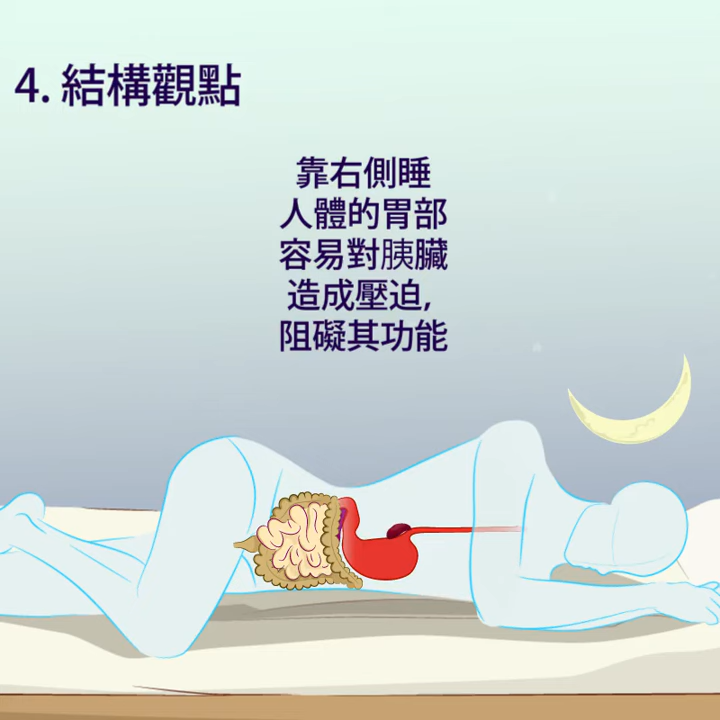 4. 結構觀點
靠右側睡
人體的胃部
容易對胰臟
造成壓迫,
阻礙其功能